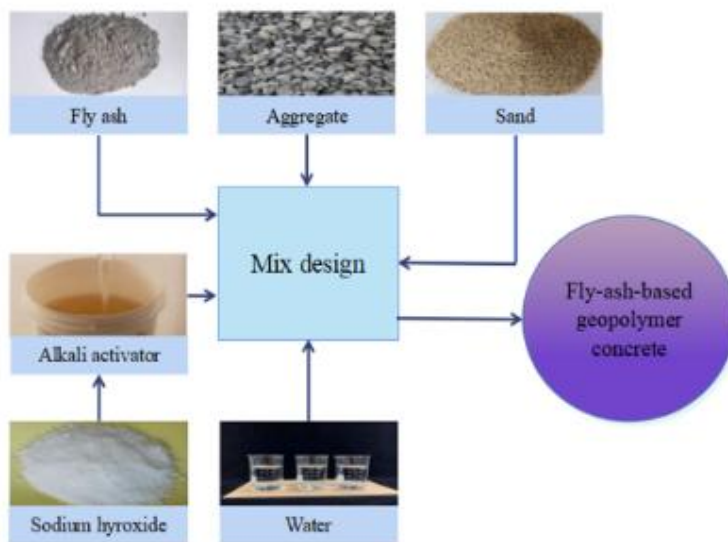 Fly ash
Aggregate
Sand
Mix design
Fly-ash-based
geopolymer
concrete
Alkali activator
Sodium hyroxide
Water